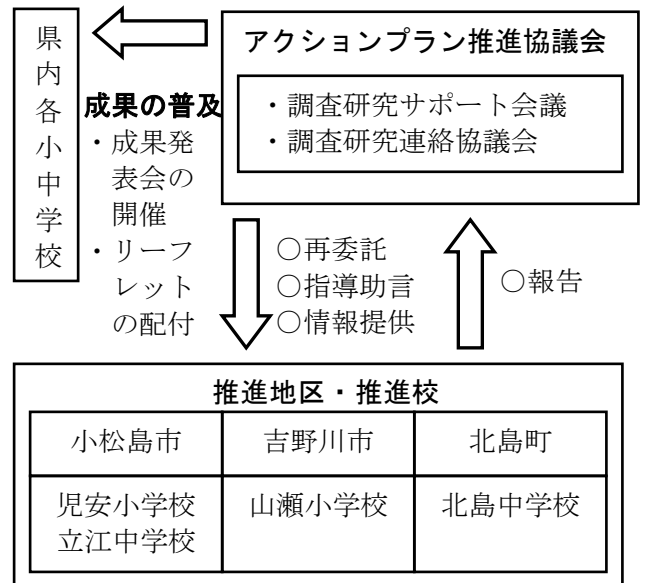 県内各小中学校
アクションプラン推進協議会
・調査研究サポート会議
・調査研究連絡協議会
成果の普及
・成果発
表会の
開催
・リーフ
レット
の配付
○再委託
○指導助言
○情報提供
○報告
推進地区・推進校
小松島市 吉野川市 北島町
児安小学校 山瀬小学校 北島中学校
立江中学校